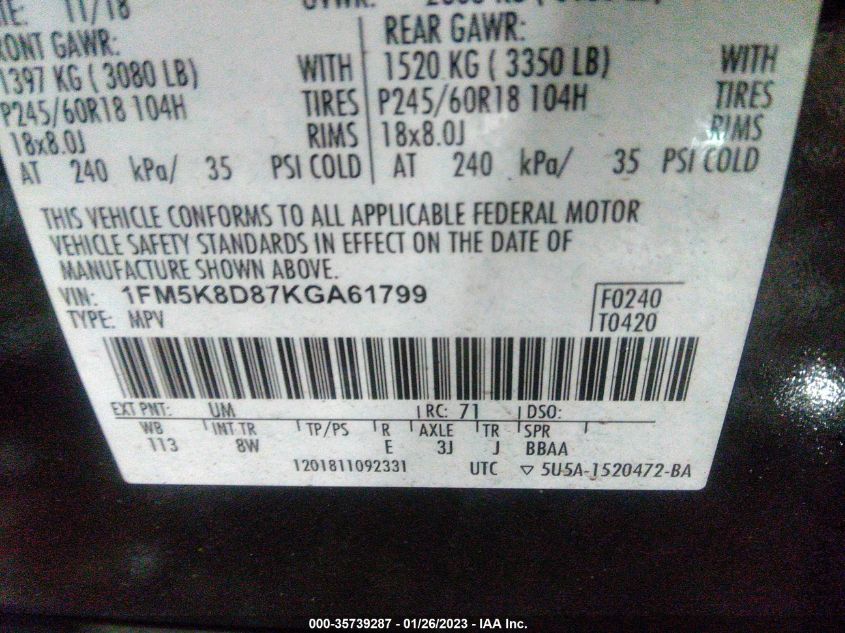 11/18
FRONT GAWR: REAR GAWR:
1397 KG ( 3080 LB) WITH 1520 KG ( 3350 LB) WITH
P245/60R18 104H TIRES P245/60R18 104H TIRES
18x8.0J RIMS 18x8.0J RIMS
AT 240 kPa/ 35 PSI COLD AT 240 kPa/ 35 PSI COLD
THIS VEHICLE CONFORMS TO ALL APPLICABLE FEDERAL MOTOR
VEHICLE SAFETY STANDARDS IN EFFECT ON THE DATE OF
MANUFACTURE SHOWN ABOVE.
VIN: 1FM5K8D87KGA61799 F0240
TYPE: MPV T0420
EXT PNT: UM RC: 71 DSO:
WB INT TR TP/PS R AXLE TR SPR
113 8W E 3J J BBAA
1201811092331 UTC ▽ 5U5A-1520472-BA
000-35739287 - 01/26/2023 - IAA Inc.